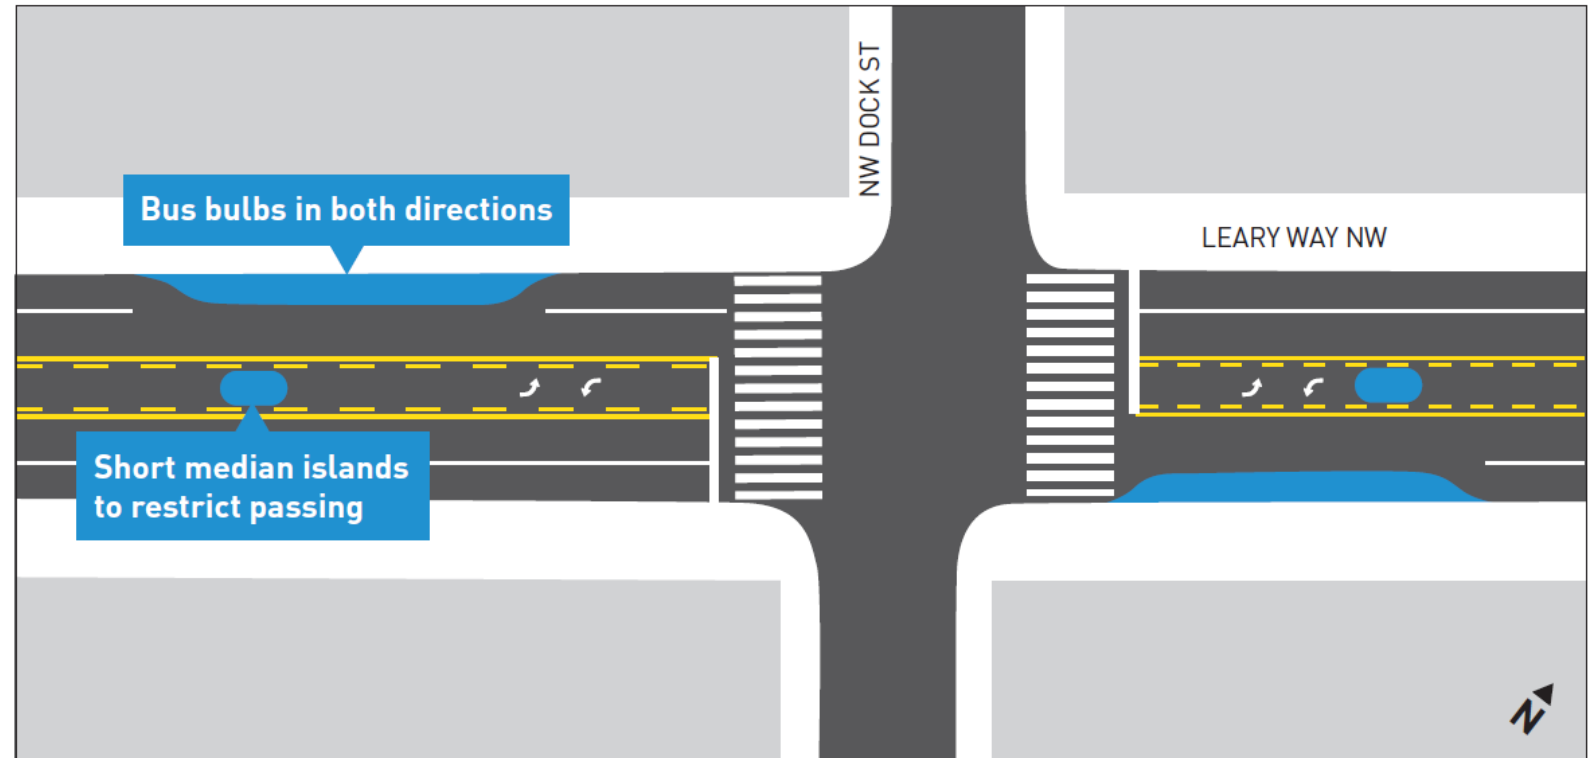 NW DOCK ST
Bus bulbs in both directions
LEARY WAY NW
Short median islands
to restrict passing
N